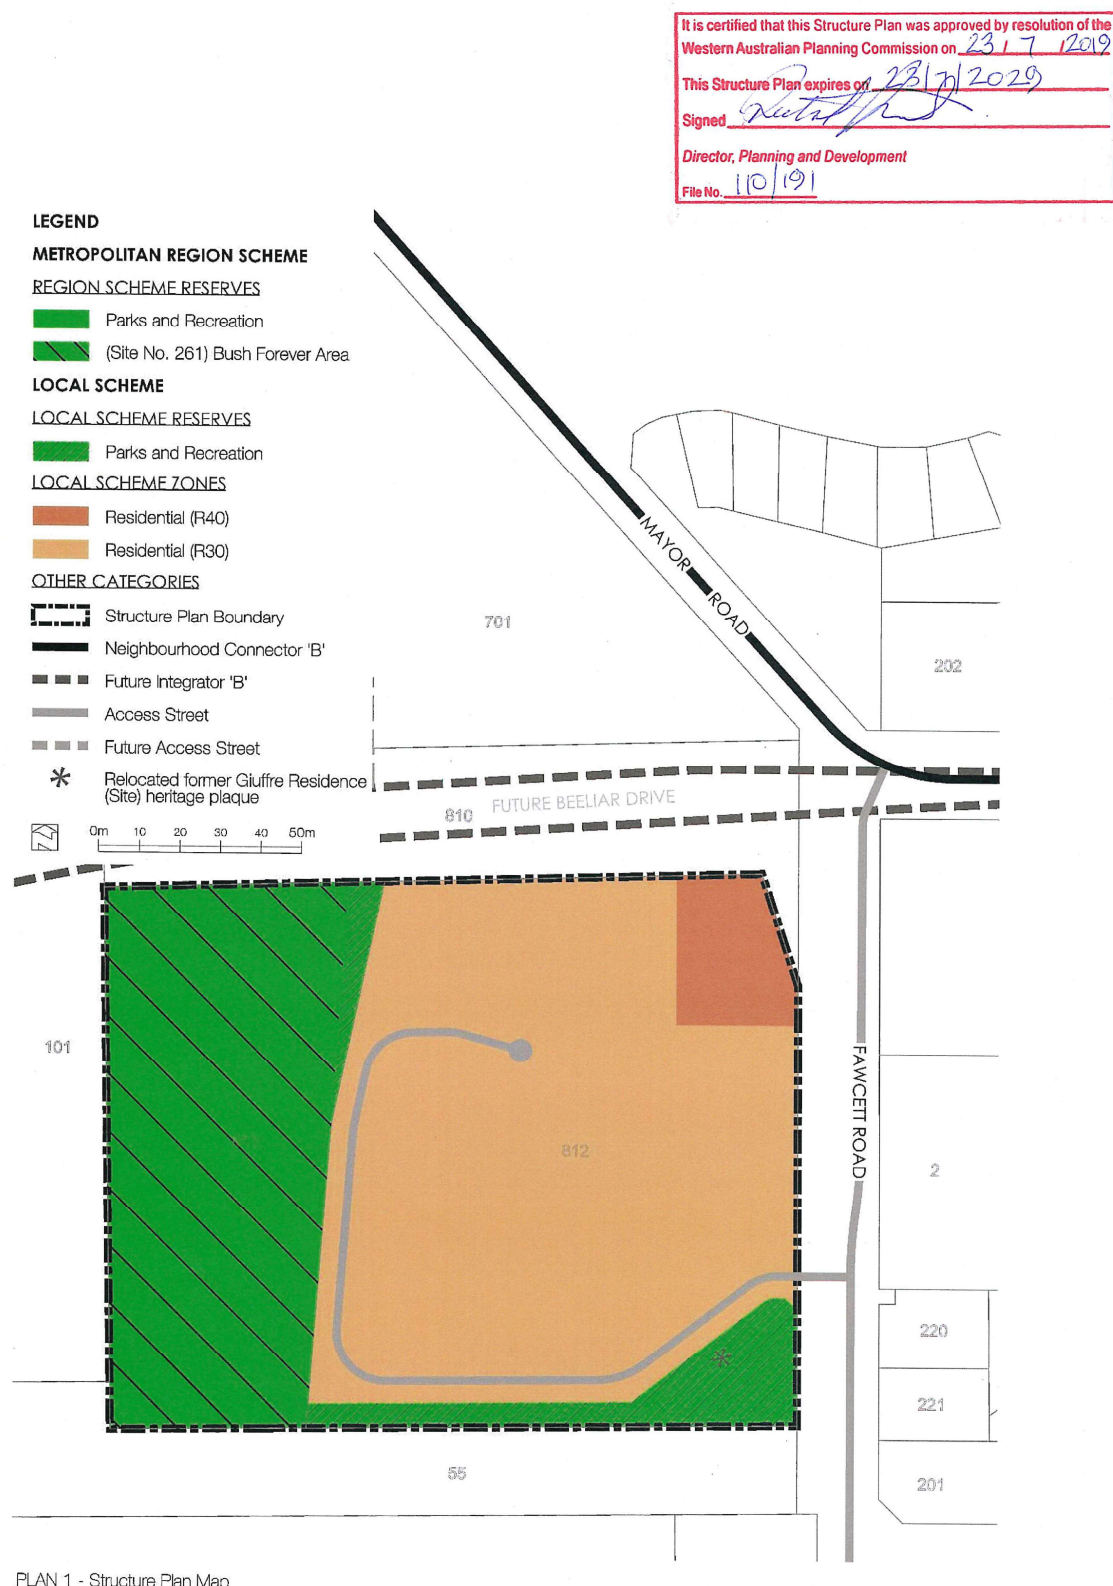 It is certified that this Structure Plan was approved by resolution of the
Western Australian Planning Commission on 23 / 7 / 2019
This Structure Plan expires on 23/7/2029
Signed
Director, Planning and Development
File No. 110/191
LEGEND
METROPOLITAN REGION SCHEME
REGION SCHEME RESERVES
Parks and Recreation
(Site No. 261) Bush Forever Area
LOCAL SCHEME
LOCAL SCHEME RESERVES
Parks and Recreation
LOCAL SCHEME ZONES
Residential (R40)
Residential (R30)
OTHER CATEGORIES
Structure Plan Boundary
Neighbourhood Connector 'B'
Future Integrator 'B'
Access Street
Future Access Street
Relocated former Giuffre Residence
(Site) heritage plaque
0m 10 20 30 40 50m
MAYOR ROAD
701
202
FUTURE BEELIAR DRIVE
810
101
812
FAWCETT ROAD
2
220
221
201
55
PLAN 1 - Structure Plan Map